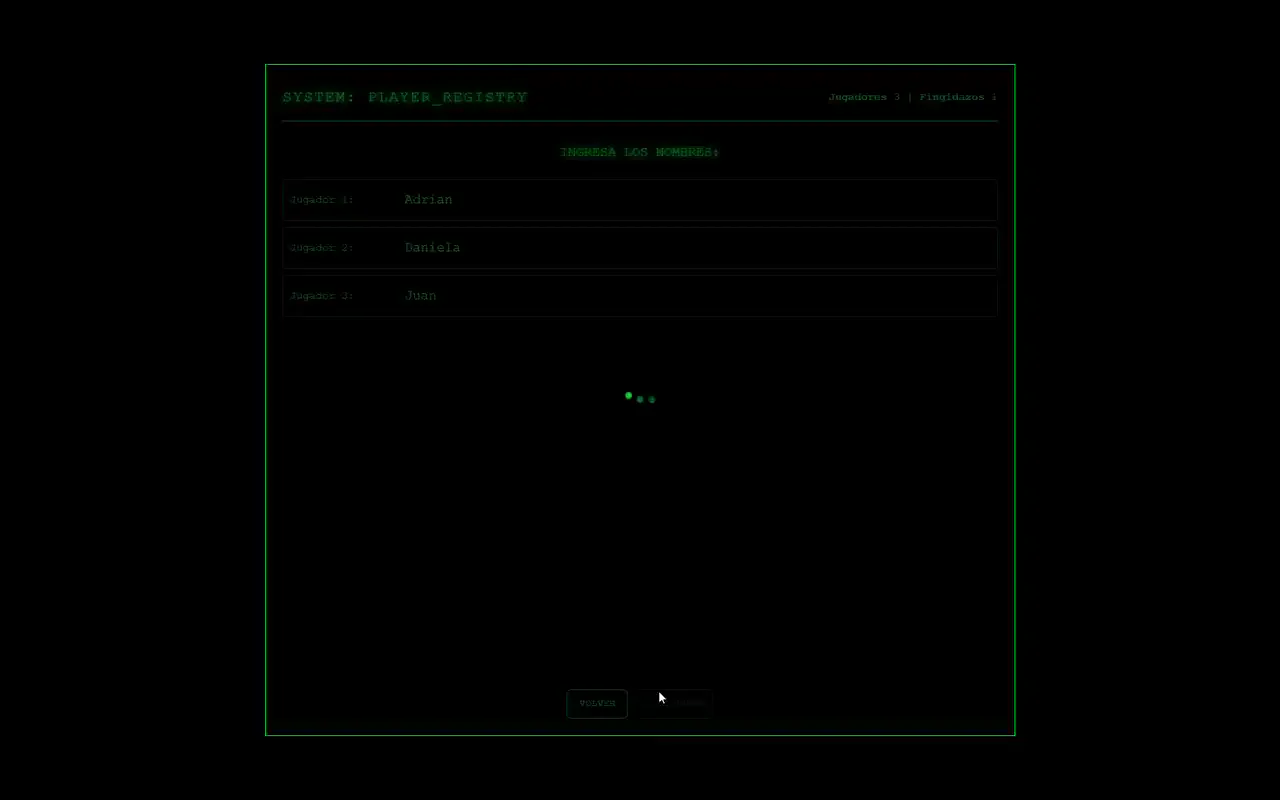 SYSTEM: PLAYER_REGISTRY
Jugadores 3 | Fingidazos 1
INGRESA LOS NOMBRES:
Jugador 1: Adrian
Jugador 2: Daniela
Jugador 3: Juan
VOLVER